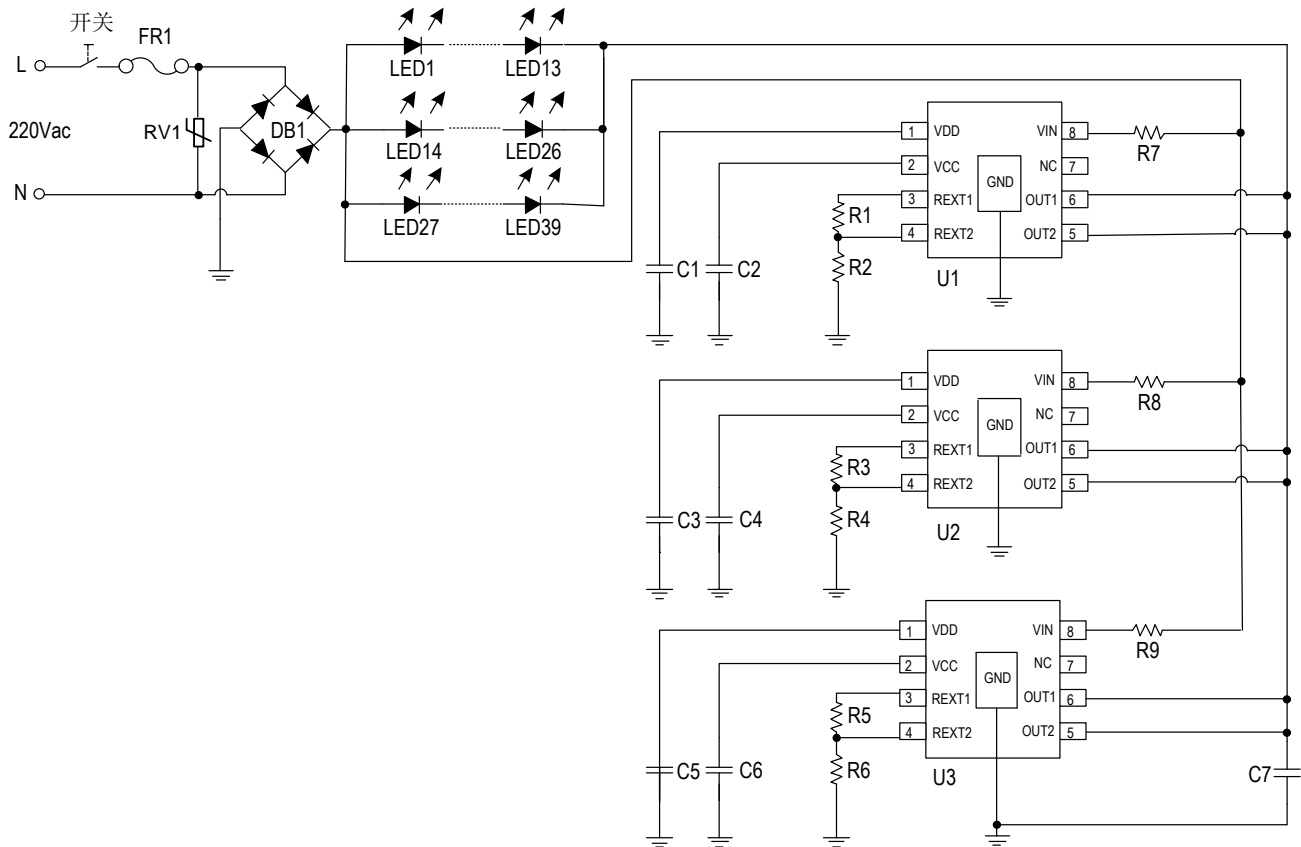 开关
FR1
L
220Vac
RV1
DB1
N
LED1
LED13
LED14
LED26
LED27
LED39
1 VDD VIN 8
2 VCC NC 7
3 REXT1 GND OUT1 6
4 REXT2 OUT2 5
U1
R7
R1
R2
C1
C2
1 VDD VIN 8
2 VCC NC 7
3 REXT1 GND OUT1 6
4 REXT2 OUT2 5
U2
R8
R3
R4
C3
C4
1 VDD VIN 8
2 VCC NC 7
3 REXT1 GND OUT1 6
4 REXT2 OUT2 5
U3
R9
R5
R6
C5
C6
C7